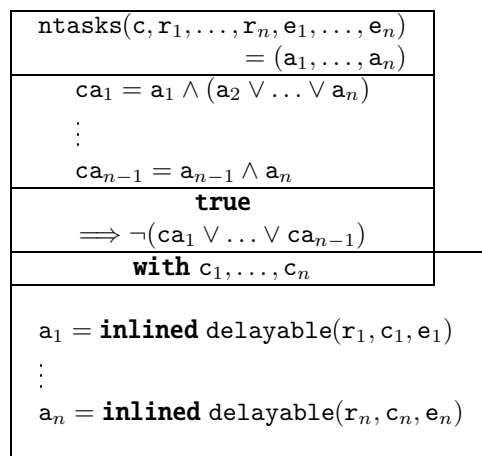 ntasks(c, r₁, . . . , rₙ, e₁, . . . , eₙ)
= (a₁, . . . , aₙ)
ca₁ = a₁ ∧ (a₂ ∨ . . . ∨ aₙ)
⋮
caₙ₋₁ = aₙ₋₁ ∧ aₙ
true
⟹ ¬(ca₁ ∨ . . . ∨ caₙ₋₁)
with c₁, . . . , cₙ
a₁ = inlined delayable(r₁, c₁, e₁)
⋮
aₙ = inlined delayable(rₙ, cₙ, eₙ)